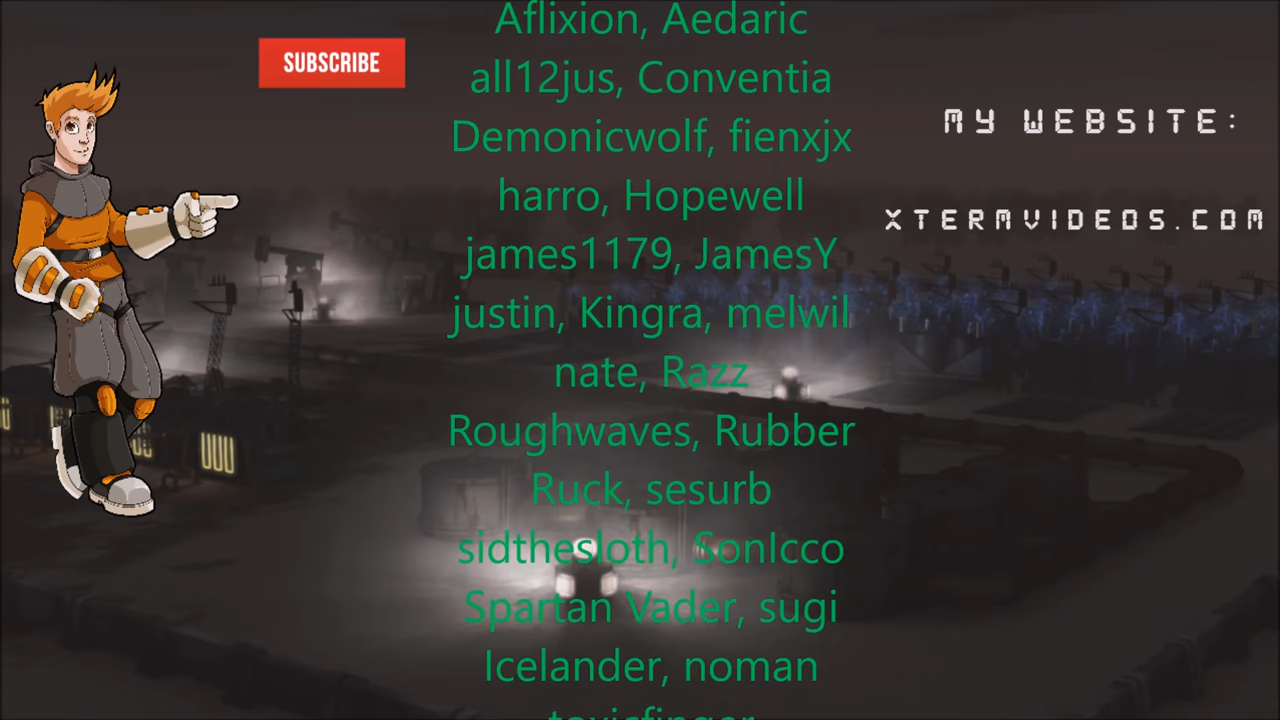 Aflixion, Aedaric
SUBSCRIBE
all12jus, Conventia
Demonicwolf, fienxjx
MY WEBSITE:
harro, Hopewell
XTERMVIDEOS.COM
james1179, JamesY
justin, Kingra, melwil
nate, Razz
Roughwaves, Rubber
Ruck, sesurb
sidthesloth, SonIcco
Spartan Vader, sugi
Icelander, noman
toxicfinger